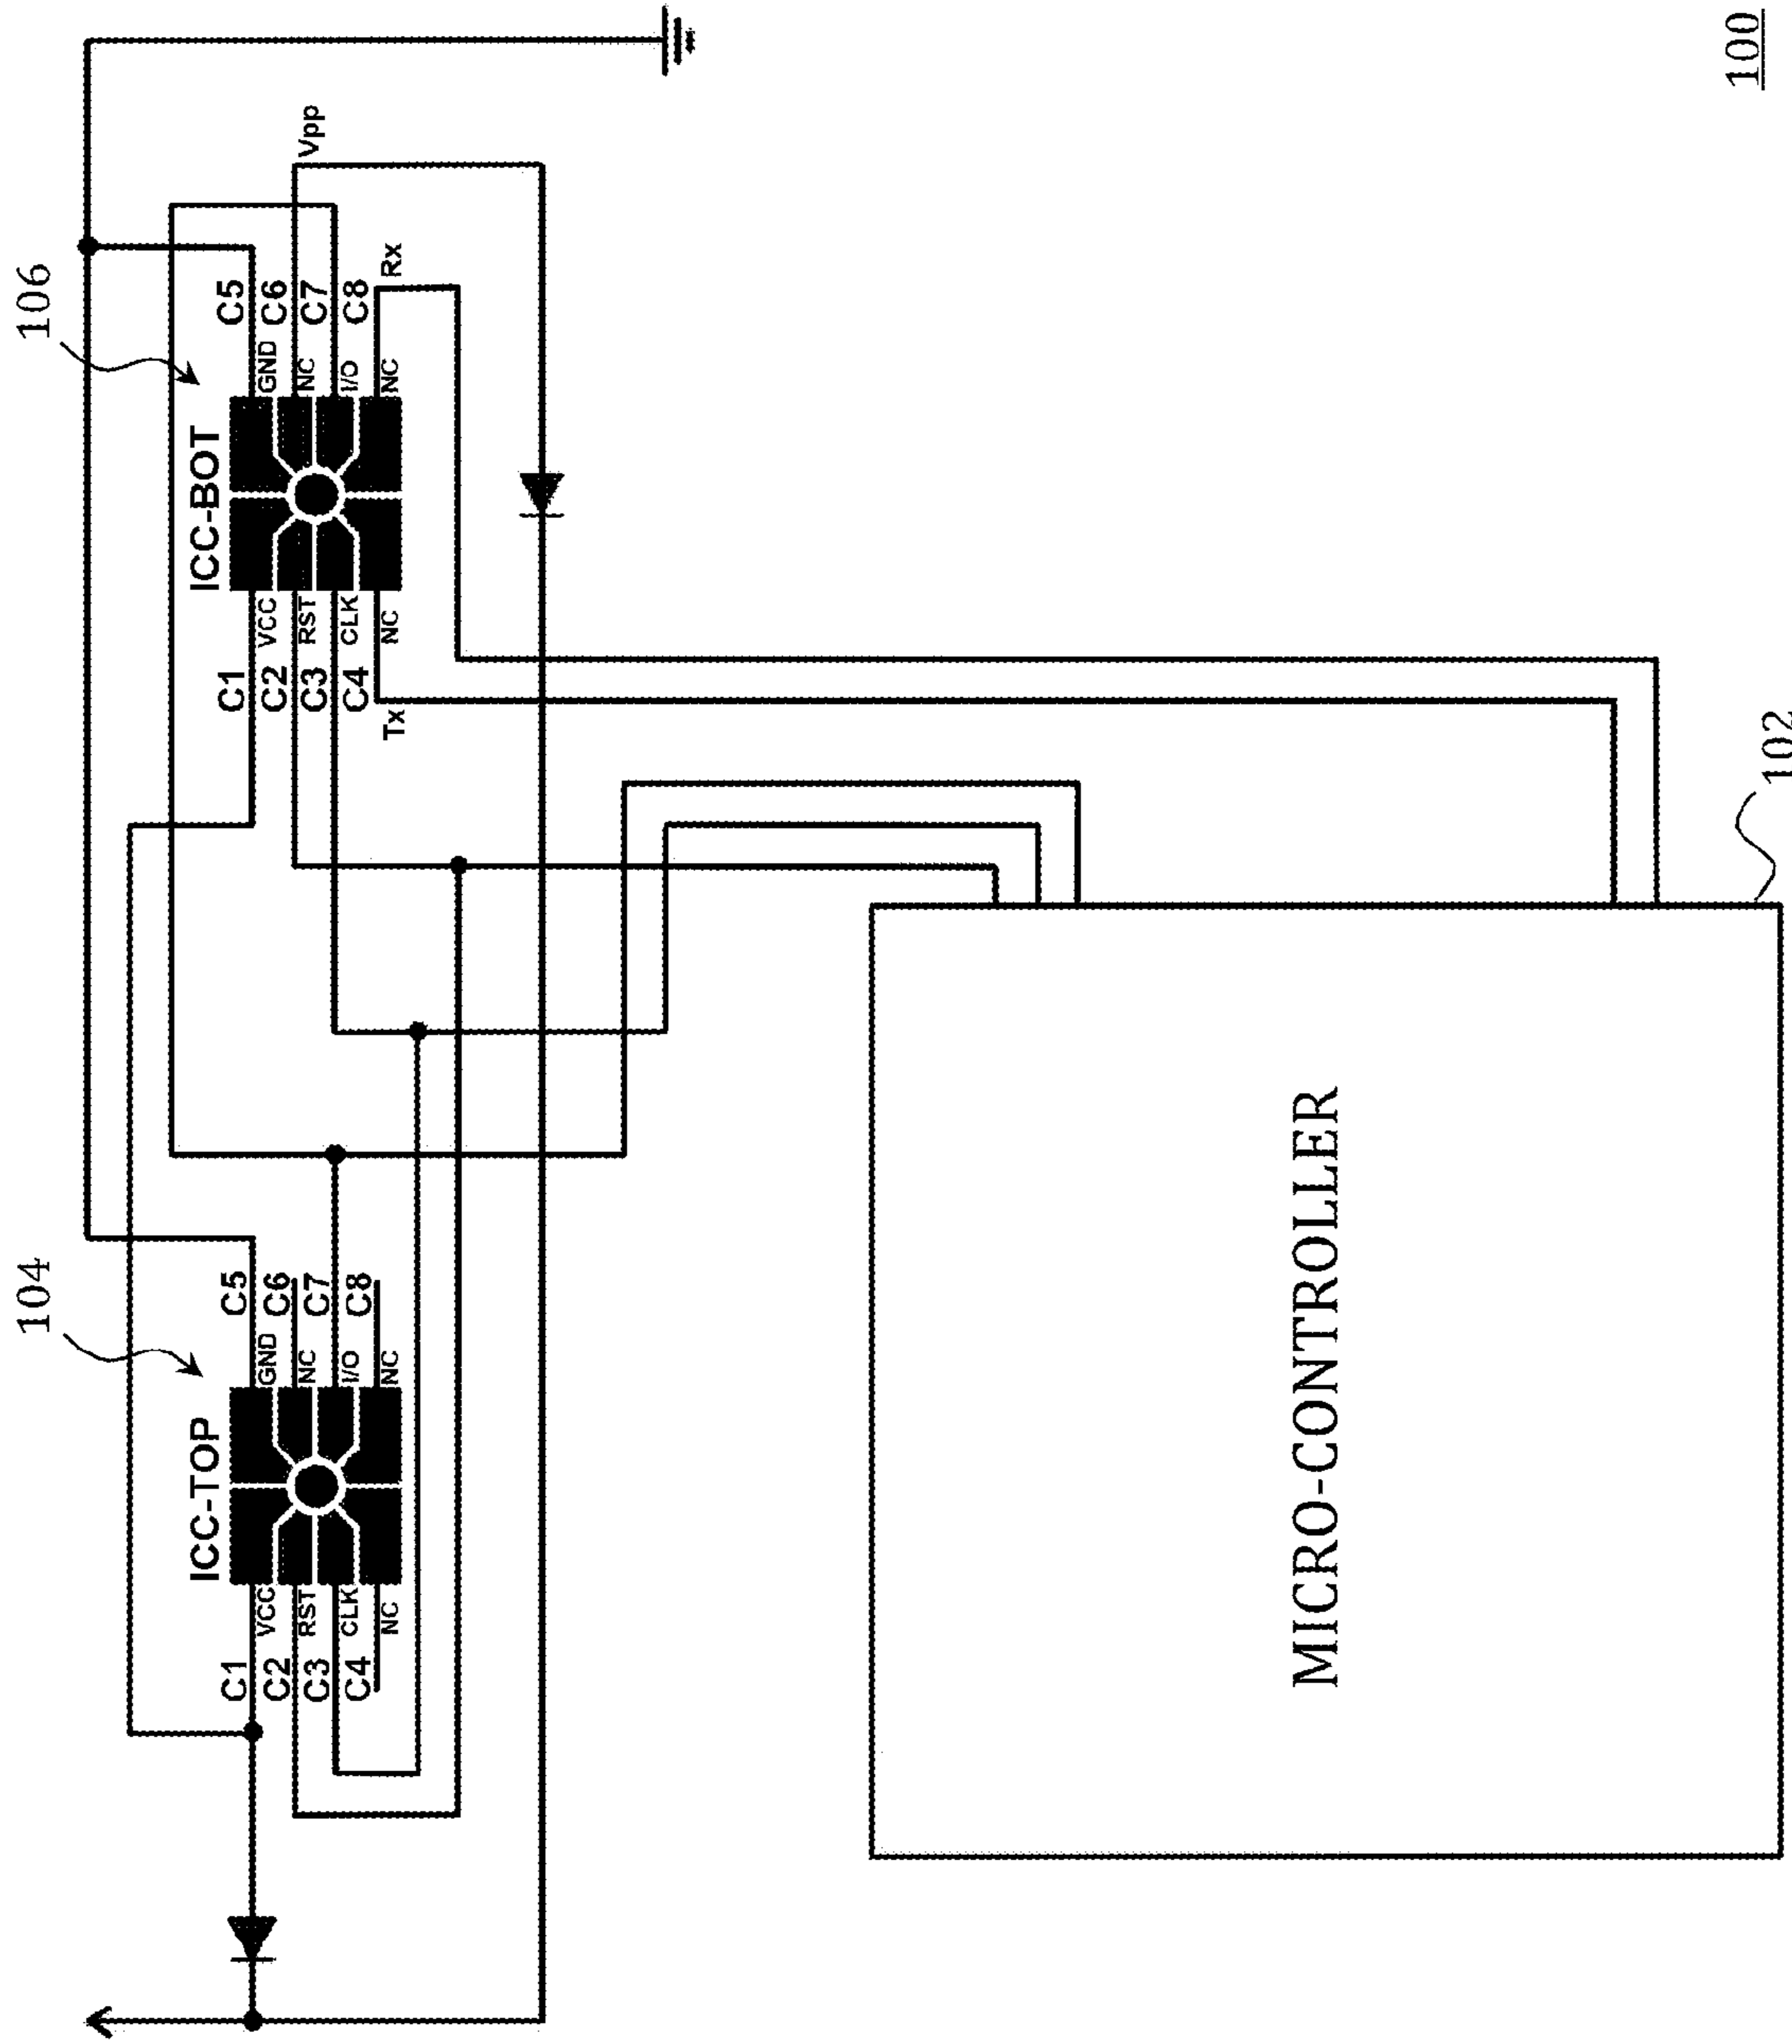 104
106
ICC-TOP
ICC-BOT
C1
VCC
C2
RST
C3
CLK
C4
NC
C5
GND
C6
NC
C7
I/O
C8
NC
C1
VCC
C2
RST
C3
CLK
C4
NC
Tx
C5
GND
C6
NC
C7
I/O
C8
NC
Rx
Vpp
MICRO-CONTROLLER
102
100